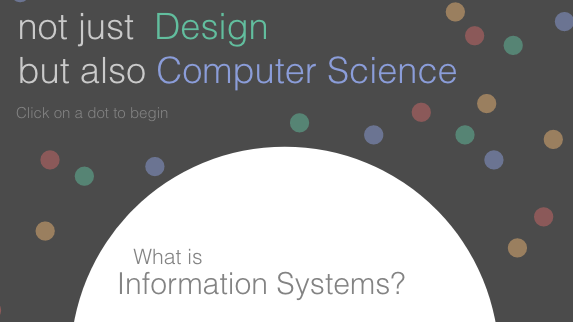 not just Design
but also Computer Science
Click on a dot to begin
What is
Information Systems?